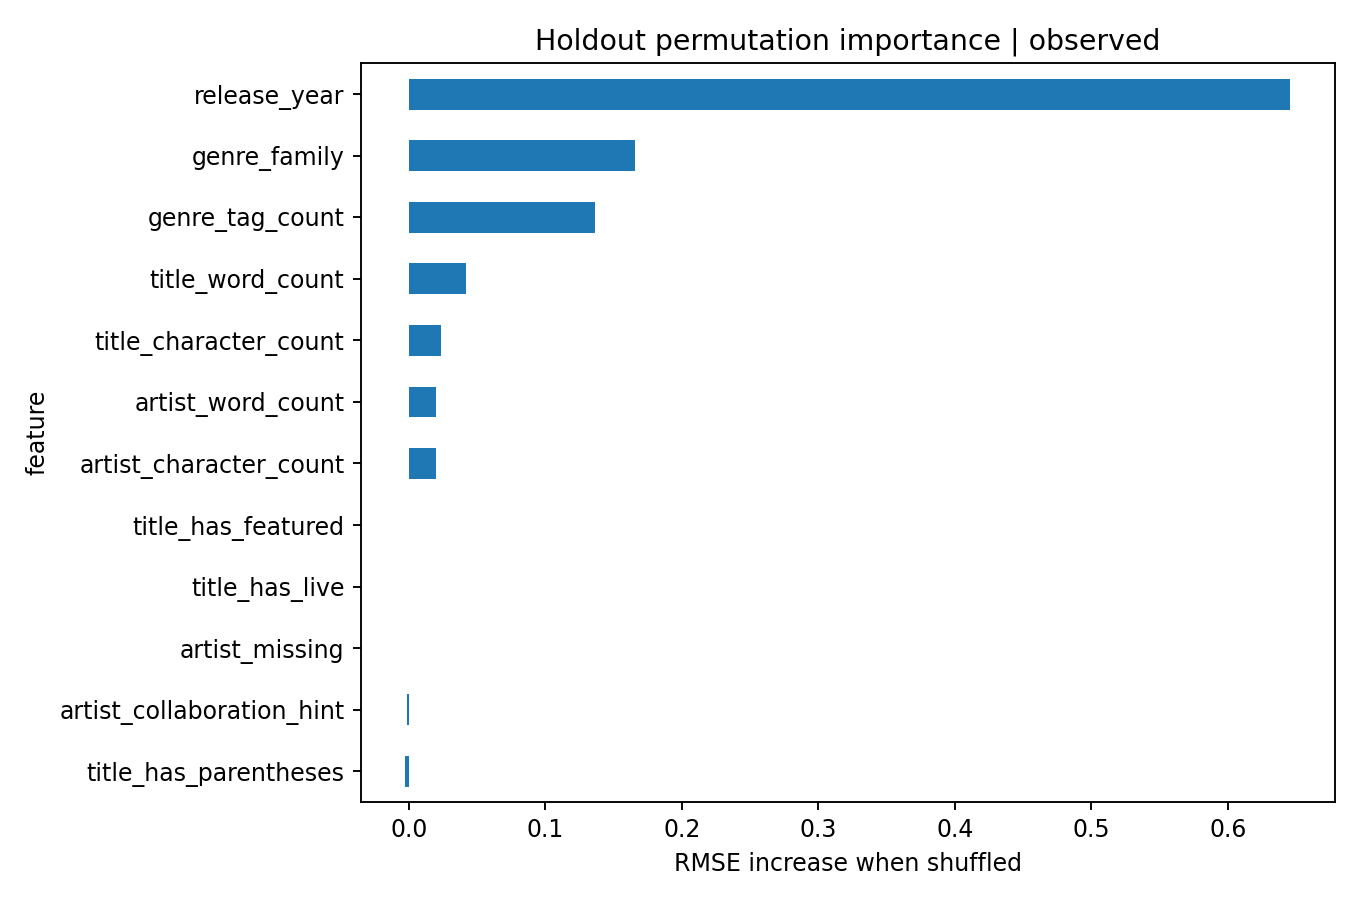 Holdout permutation importance | observed
release_year
genre_family
genre_tag_count
title_word_count
title_character_count
artist_word_count
artist_character_count
title_has_featured
title_has_live
artist_missing
artist_collaboration_hint
title_has_parentheses
feature
0.0 0.1 0.2 0.3 0.4 0.5 0.6
RMSE increase when shuffled